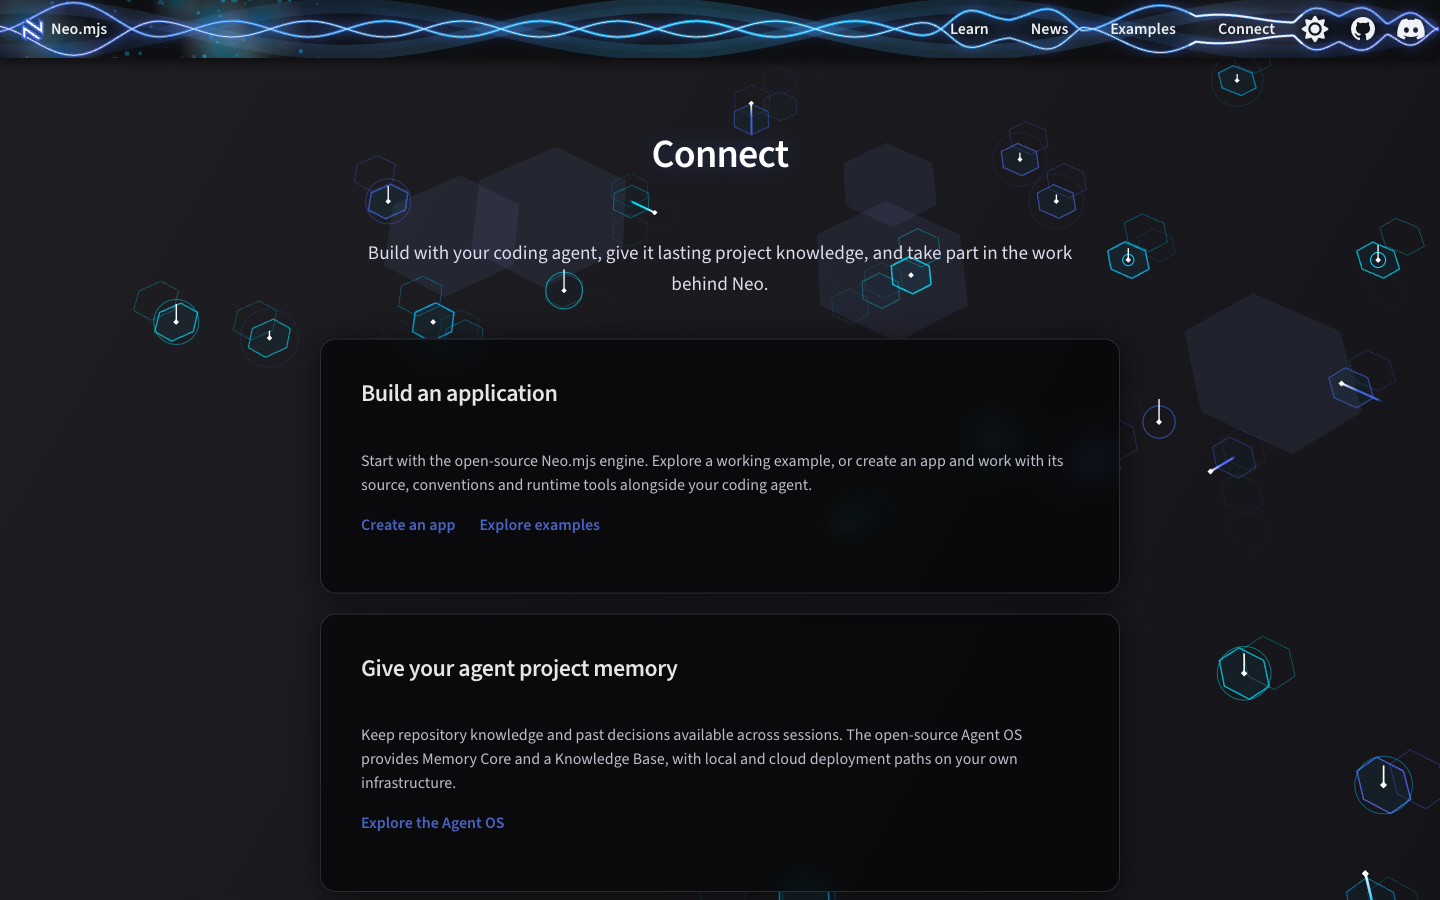 Neo.mjs
Learn
News
Examples
Connect
Connect
Build with your coding agent, give it lasting project knowledge, and take part in the work
behind Neo.
Build an application
Start with the open-source Neo.mjs engine. Explore a working example, or create an app and work with its
source, conventions and runtime tools alongside your coding agent.
Create an app
Explore examples
Give your agent project memory
Keep repository knowledge and past decisions available across sessions. The open-source Agent OS
provides Memory Core and a Knowledge Base, with local and cloud deployment paths on your own
infrastructure.
Explore the Agent OS